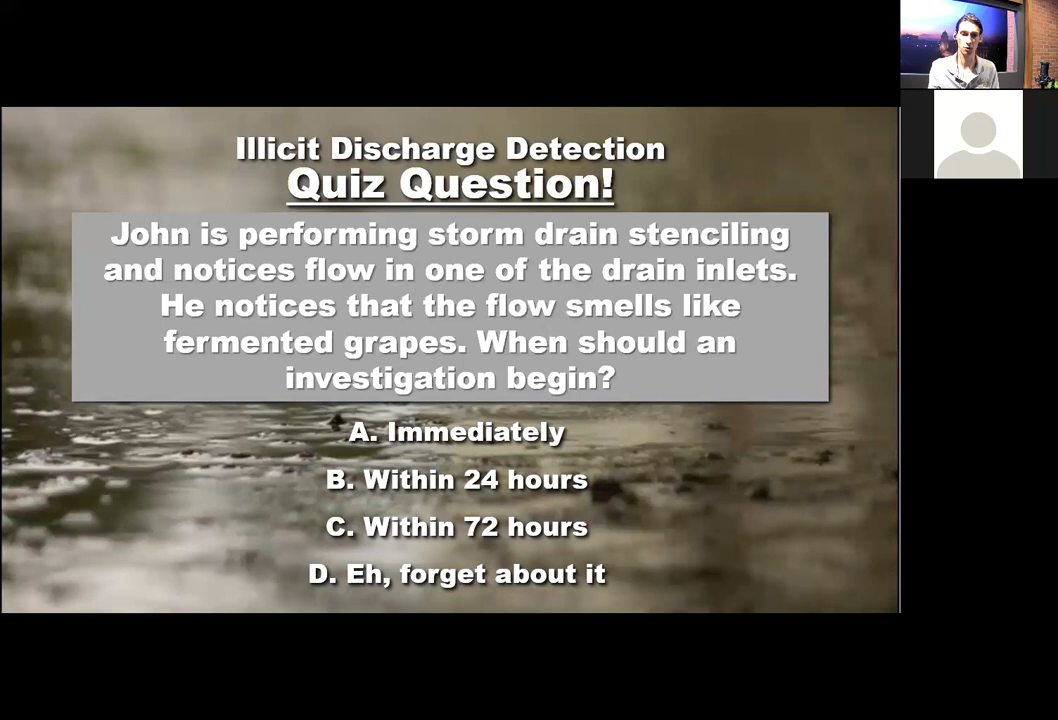 Illicit Discharge Detection
Quiz Question!
John is performing storm drain stenciling
and notices flow in one of the drain inlets.
He notices that the flow smells like
fermented grapes. When should an
investigation begin?
A. Immediately
B. Within 24 hours
C. Within 72 hours
D. Eh, forget about it